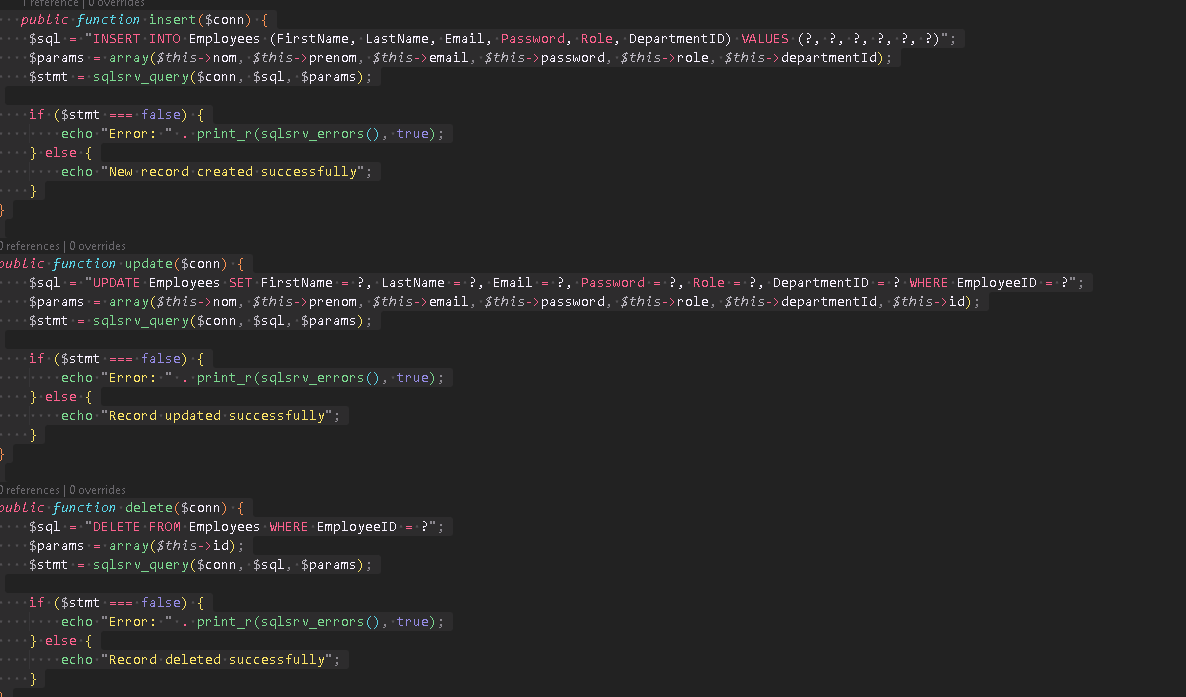 1 reference | 0 overrides
public function insert($conn) {
$sql = "INSERT INTO Employees (FirstName, LastName, Email, Password, Role, DepartmentID) VALUES (?, ?, ?, ?, ?, ?)";
$params = array($this->nom, $this->prenom, $this->email, $this->password, $this->role, $this->departmentId);
$stmt = sqlsrv_query($conn, $sql, $params);
if ($stmt === false) {
echo "Error: " . print_r(sqlsrv_errors(), true);
} else {
echo "New record created successfully";
}
}
0 references | 0 overrides
public function update($conn) {
$sql = "UPDATE Employees SET FirstName = ?, LastName = ?, Email = ?, Password = ?, Role = ?, DepartmentID = ? WHERE EmployeeID = ?";
$params = array($this->nom, $this->prenom, $this->email, $this->password, $this->role, $this->departmentId, $this->id);
$stmt = sqlsrv_query($conn, $sql, $params);
if ($stmt === false) {
echo "Error: " . print_r(sqlsrv_errors(), true);
} else {
echo "Record updated successfully";
}
}
0 references | 0 overrides
public function delete($conn) {
$sql = "DELETE FROM Employees WHERE EmployeeID = ?";
$params = array($this->id);
$stmt = sqlsrv_query($conn, $sql, $params);
if ($stmt === false) {
echo "Error: " . print_r(sqlsrv_errors(), true);
} else {
echo "Record deleted successfully";
}